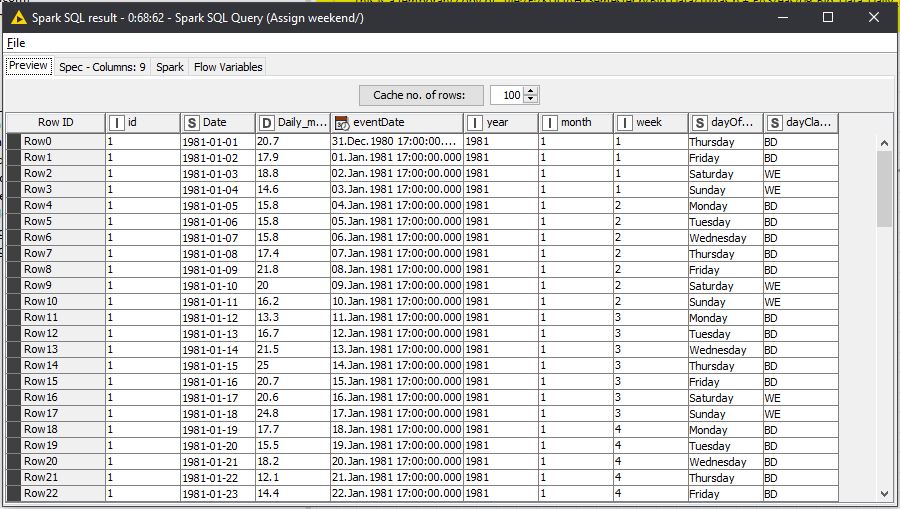 Spark SQL result - 0:68:62 - Spark SQL Query (Assign weekend/)
File
Preview Spec - Columns: 9 Spark Flow Variables
Cache no. of rows: 100
Row ID I id S Date D Daily_m... eventDate I year I month I week S dayOf... S dayCla...
Row0 1 1981-01-01 20.7 31.Dec.1980 17:00:00.... 1981 1 1 Thursday BD
Row1 1 1981-01-02 17.9 01.Jan.1981 17:00:00.000 1981 1 1 Friday BD
Row2 1 1981-01-03 18.8 02.Jan.1981 17:00:00.000 1981 1 1 Saturday WE
Row3 1 1981-01-04 14.6 03.Jan.1981 17:00:00.000 1981 1 1 Sunday WE
Row4 1 1981-01-05 15.8 04.Jan.1981 17:00:00.000 1981 1 2 Monday BD
Row5 1 1981-01-06 15.8 05.Jan.1981 17:00:00.000 1981 1 2 Tuesday BD
Row6 1 1981-01-07 15.8 06.Jan.1981 17:00:00.000 1981 1 2 Wednesday BD
Row7 1 1981-01-08 17.4 07.Jan.1981 17:00:00.000 1981 1 2 Thursday BD
Row8 1 1981-01-09 21.8 08.Jan.1981 17:00:00.000 1981 1 2 Friday BD
Row9 1 1981-01-10 20 09.Jan.1981 17:00:00.000 1981 1 2 Saturday WE
Row10 1 1981-01-11 16.2 10.Jan.1981 17:00:00.000 1981 1 2 Sunday WE
Row11 1 1981-01-12 13.3 11.Jan.1981 17:00:00.000 1981 1 3 Monday BD
Row12 1 1981-01-13 16.7 12.Jan.1981 17:00:00.000 1981 1 3 Tuesday BD
Row13 1 1981-01-14 21.5 13.Jan.1981 17:00:00.000 1981 1 3 Wednesday BD
Row14 1 1981-01-15 25 14.Jan.1981 17:00:00.000 1981 1 3 Thursday BD
Row15 1 1981-01-16 20.7 15.Jan.1981 17:00:00.000 1981 1 3 Friday BD
Row16 1 1981-01-17 20.6 16.Jan.1981 17:00:00.000 1981 1 3 Saturday WE
Row17 1 1981-01-18 24.8 17.Jan.1981 17:00:00.000 1981 1 3 Sunday WE
Row18 1 1981-01-19 17.7 18.Jan.1981 17:00:00.000 1981 1 4 Monday BD
Row19 1 1981-01-20 15.5 19.Jan.1981 17:00:00.000 1981 1 4 Tuesday BD
Row20 1 1981-01-21 18.2 20.Jan.1981 17:00:00.000 1981 1 4 Wednesday BD
Row21 1 1981-01-22 12.1 21.Jan.1981 17:00:00.000 1981 1 4 Thursday BD
Row22 1 1981-01-23 14.4 22.Jan.1981 17:00:00.000 1981 1 4 Friday BD